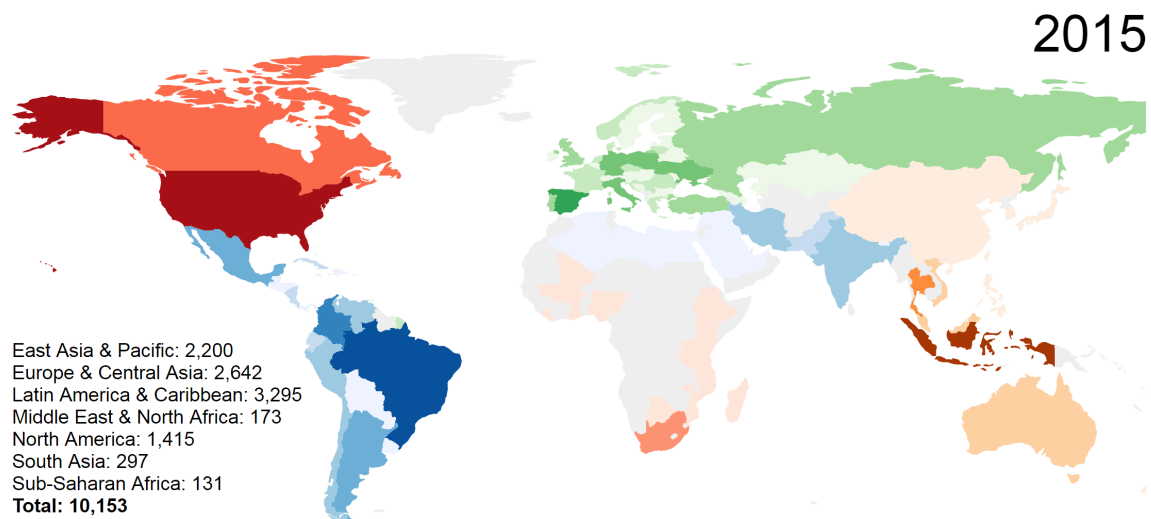 2015
East Asia & Pacific: 2,200
Europe & Central Asia: 2,642
Latin America & Caribbean: 3,295
Middle East & North Africa: 173
North America: 1,415
South Asia: 297
Sub-Saharan Africa: 131
Total: 10,153